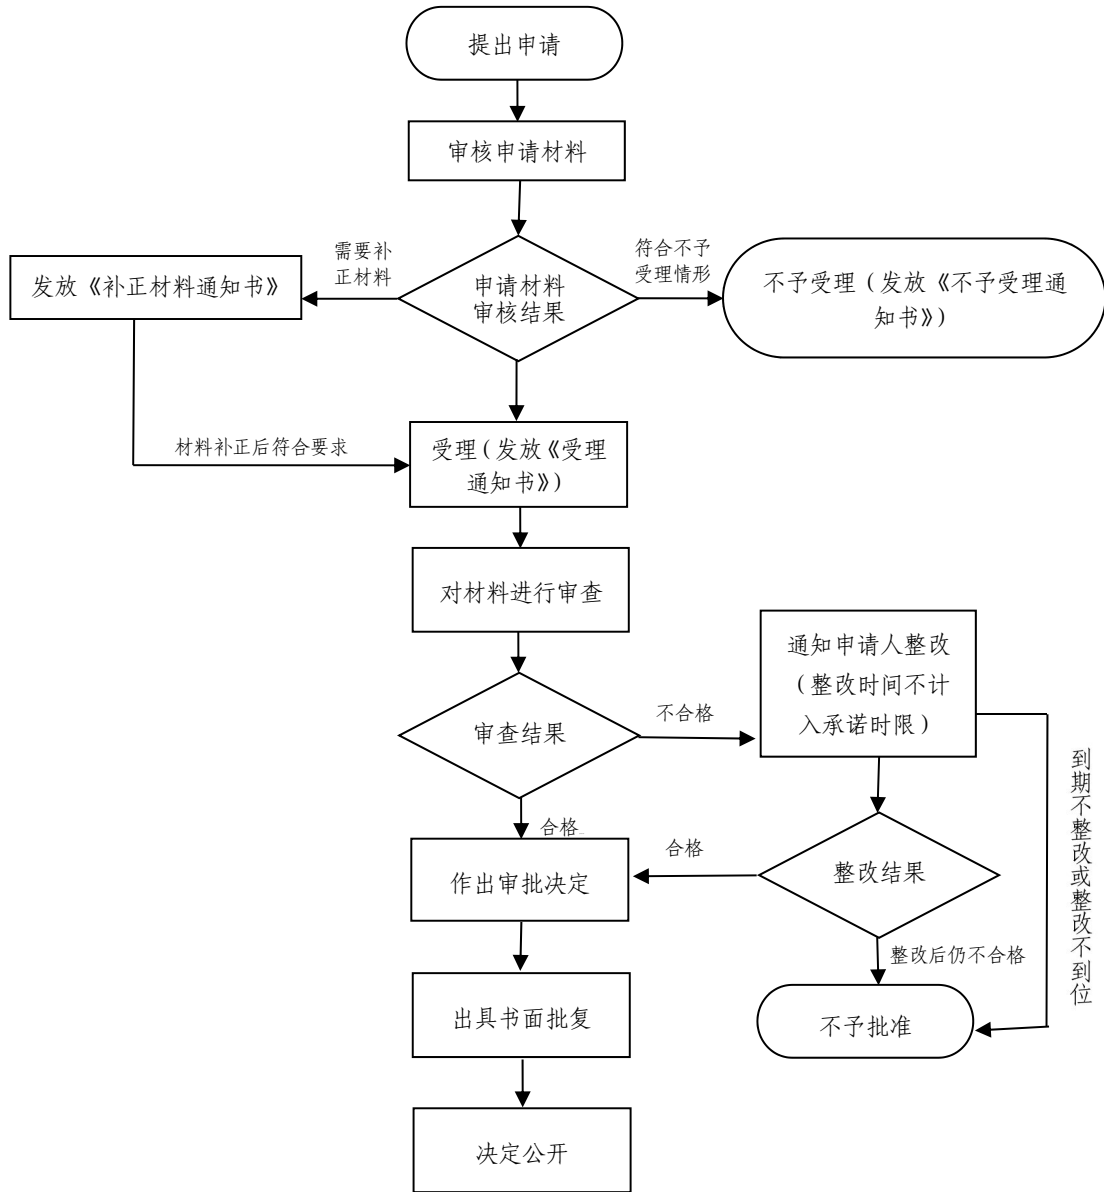 提出申请
审核申请材料
需要补
正材料
符合不予
受理情形
发放《补正材料通知书》
申请材料
审核结果
不予受理（发放《不予受理通
知书》）
材料补正后符合要求
受理（发放《受理
通知书》）
对材料进行审查
通知申请人整改
（整改时间不计
入承诺时限）
不合格
审查结果
到期不整改或整改不到位
合格
合格
作出审批决定
整改结果
整改后仍不合格
出具书面批复
不予批准
决定公开